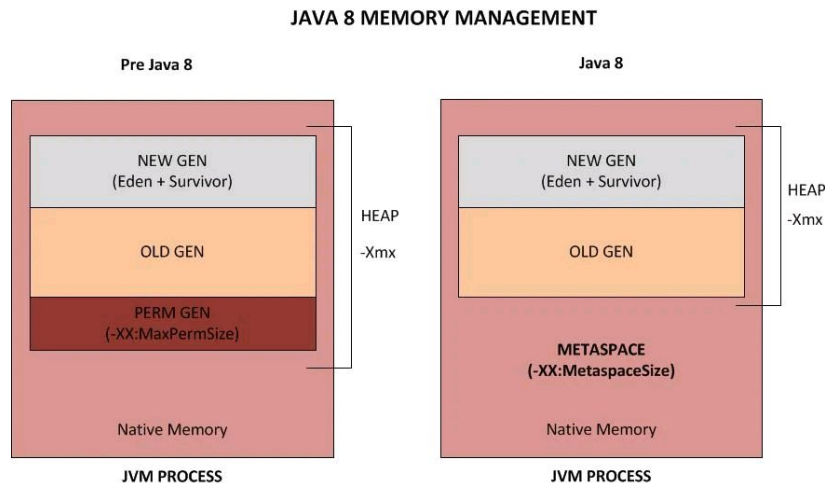 JAVA 8 MEMORY MANAGEMENT
Pre Java 8
NEW GEN
(Eden + Survivor)
OLD GEN
PERM GEN
(-XX:MaxPermSize)
HEAP
-Xmx
Native Memory
JVM PROCESS
Java 8
NEW GEN
(Eden + Survivor)
OLD GEN
HEAP
-Xmx
METASPACE
(-XX:MetaspaceSize)
Native Memory
JVM PROCESS